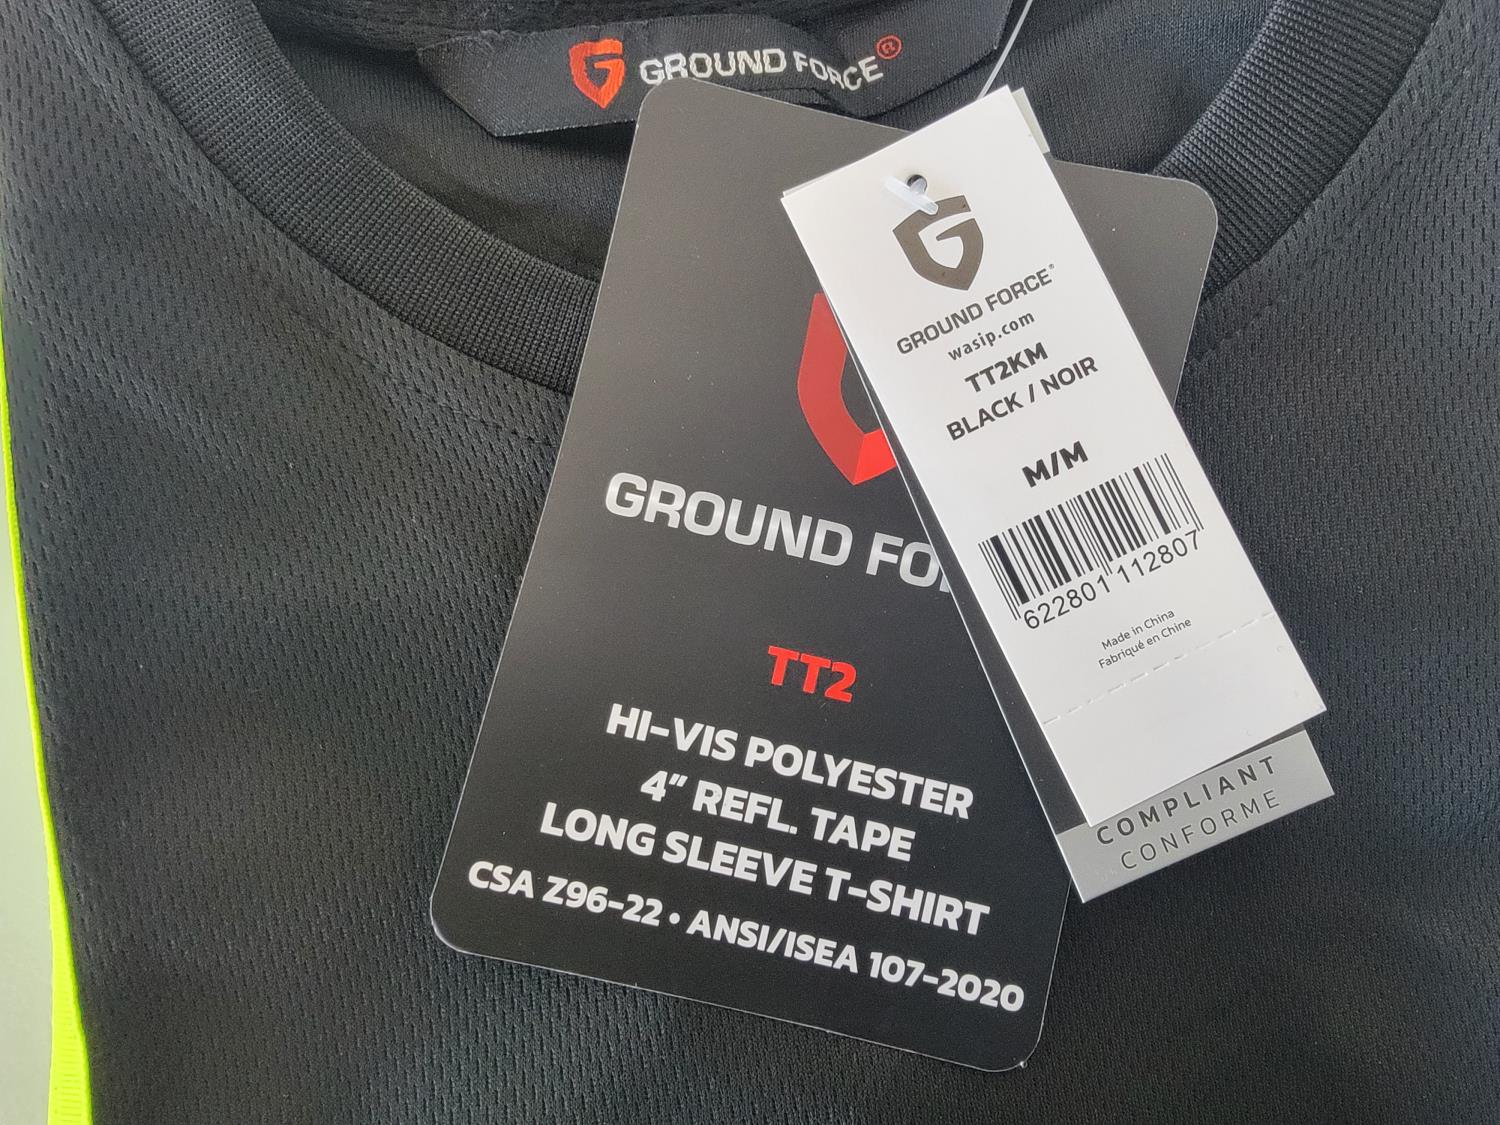 GROUND FORCE®
GROUND FO
TT2
HI-VIS POLYESTER
4" REFL. TAPE
LONG SLEEVE T-SHIRT
CSA Z96-22 • ANSI/ISEA 107-2020
GROUND FORCE®
wasip.com
TT2KM
BLACK / NOIR
M/M
622801 112807
Made in China
Fabriqué en Chine
COMPLIANT
CONFORME